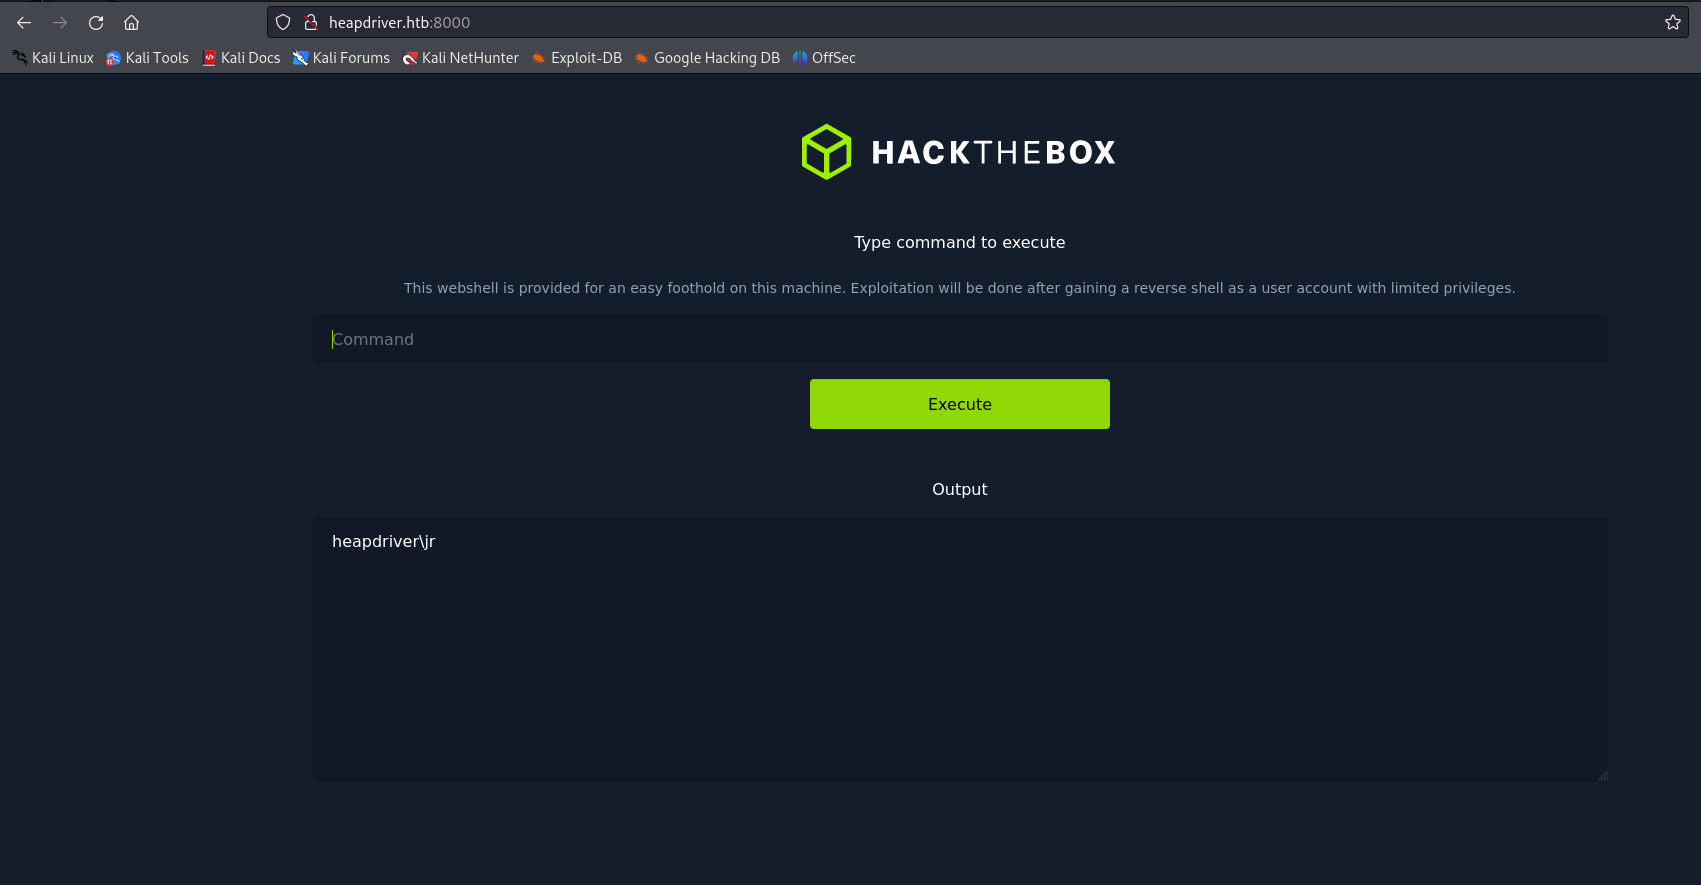 heapdriver.htb:8000
Kali Linux Kali Tools Kali Docs Kali Forums Kali NetHunter Exploit-DB Google Hacking DB OffSec
HACKTHEBOX
Type command to execute
This webshell is provided for an easy foothold on this machine. Exploitation will be done after gaining a reverse shell as a user account with limited privileges.
Command
Execute
Output
heapdriver\jr